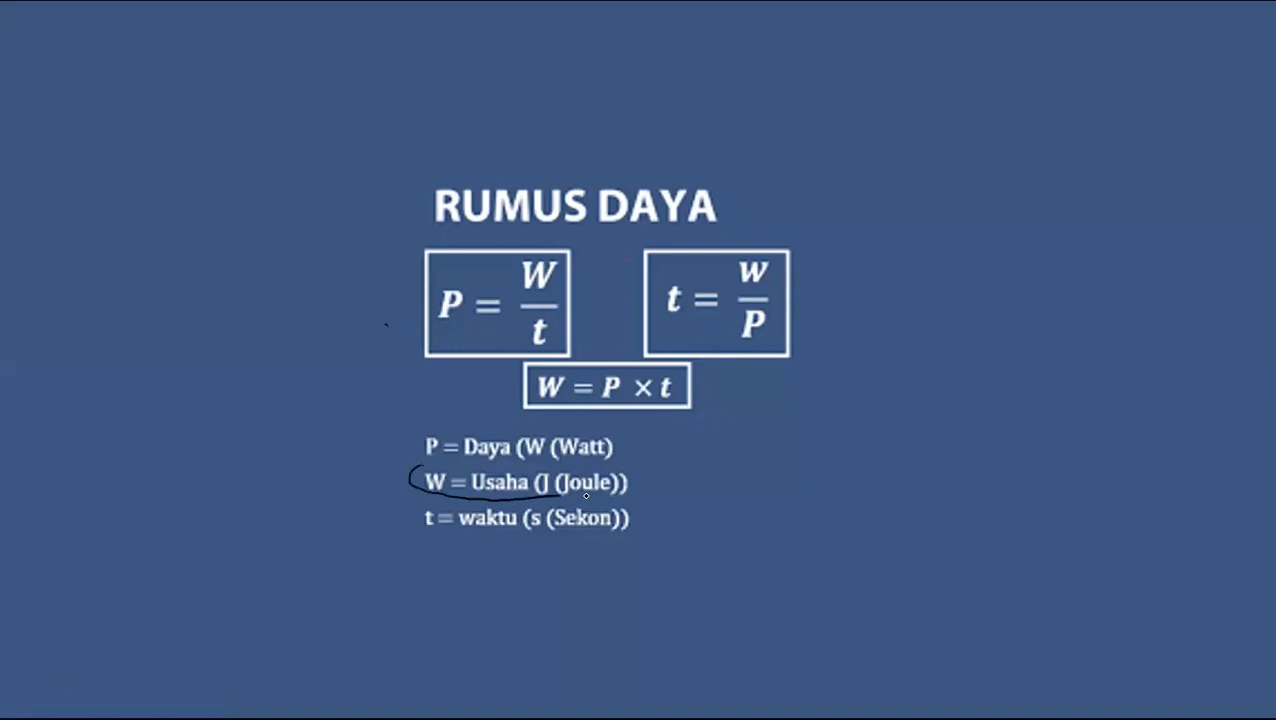 RUMUS DAYA
P = W/t
t = w/P
W = P × t
P = Daya (W (Watt)
W = Usaha (J (Joule))
t = waktu (s (Sekon))